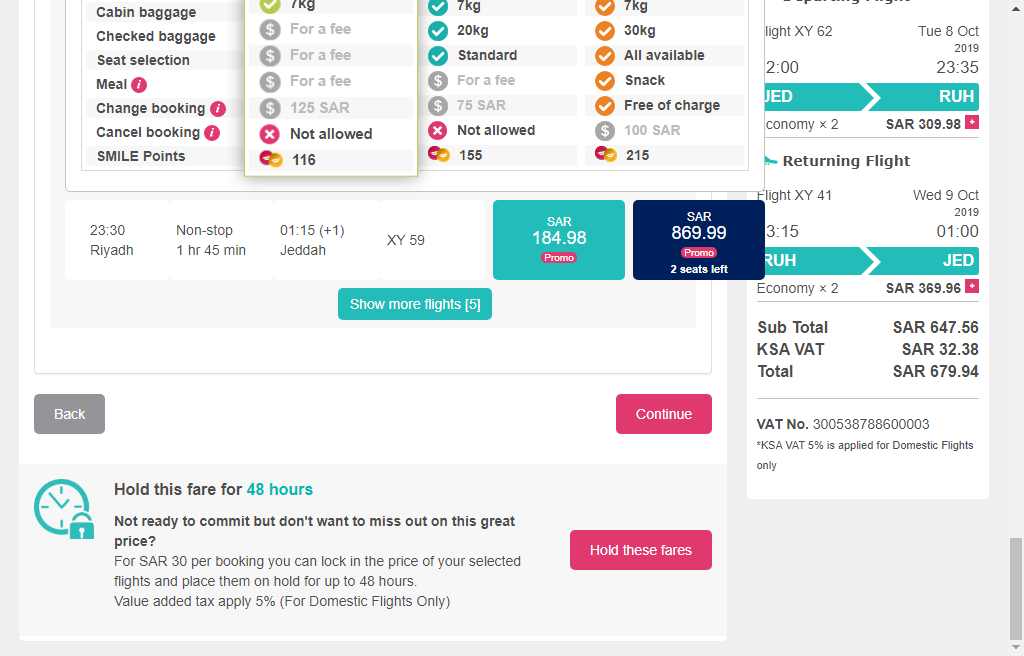 Cabin baggage
Checked baggage
Seat selection
Meal i
Change booking i
Cancel booking i
SMILE Points
7kg
$ For a fee
$ For a fee
$ For a fee
$ 125 SAR
Not allowed
116
7kg
20kg
Standard
$ For a fee
$ 75 SAR
Not allowed
155
7kg
30kg
All available
Snack
Free of charge
$ 100 SAR
215
23:30
Riyadh
Non-stop
1 hr 45 min
01:15 (+1)
Jeddah
XY 59
SAR
184.98
Promo
SAR
869.99
Promo
2 seats left
Show more flights [5]
Back
Continue
Hold this fare for 48 hours
Not ready to commit but don't want to miss out on this great
price?
For SAR 30 per booking you can lock in the price of your selected
flights and place them on hold for up to 48 hours.
Value added tax apply 5% (For Domestic Flights Only)
Hold these fares
XY 62
Tue 8 Oct
2019
2:00
23:35
JED
RUH
conomy × 2
SAR 309.98 +
Returning Flight
Flight XY 41
Wed 9 Oct
2019
3:15
01:00
RUH
JED
Economy × 2
SAR 369.96 +
Sub Total
SAR 647.56
KSA VAT
SAR 32.38
Total
SAR 679.94
VAT No. 300538788600003
*KSA VAT 5% is applied for Domestic Flights
only